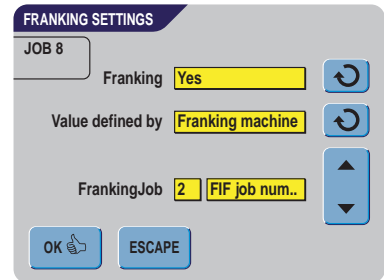 FRANKING SETTINGS
JOB 8
Franking Yes
Value defined by Franking machine
FrankingJob 2 FIF job num..
OK ESCAPE